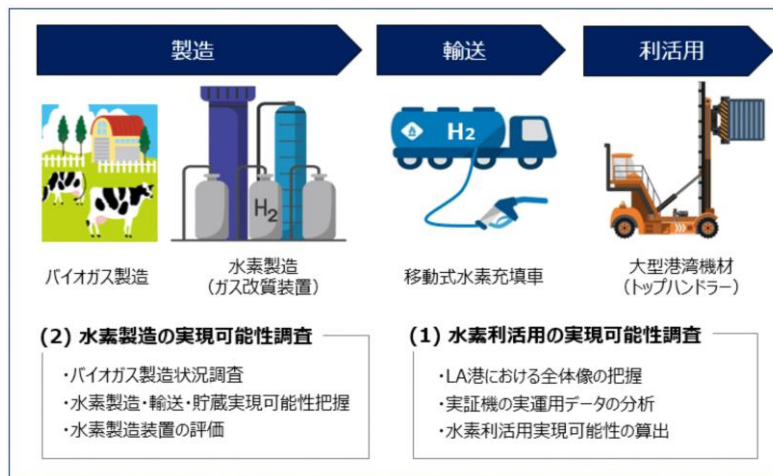 製造
輸送
利活用
H2
H2
バイオガス製造
水素製造
(ガス改質装置)
移動式水素充填車
大型港湾機材
(トップハンドラー)
(2) 水素製造の実現可能性調査
・バイオガス製造状況調査
・水素製造・輸送・貯蔵実現可能性把握
・水素製造装置の評価
(1) 水素利活用の実現可能性調査
・LA港における全体像の把握
・実証機の実運用データの分析
・水素利活用実現可能性の算出